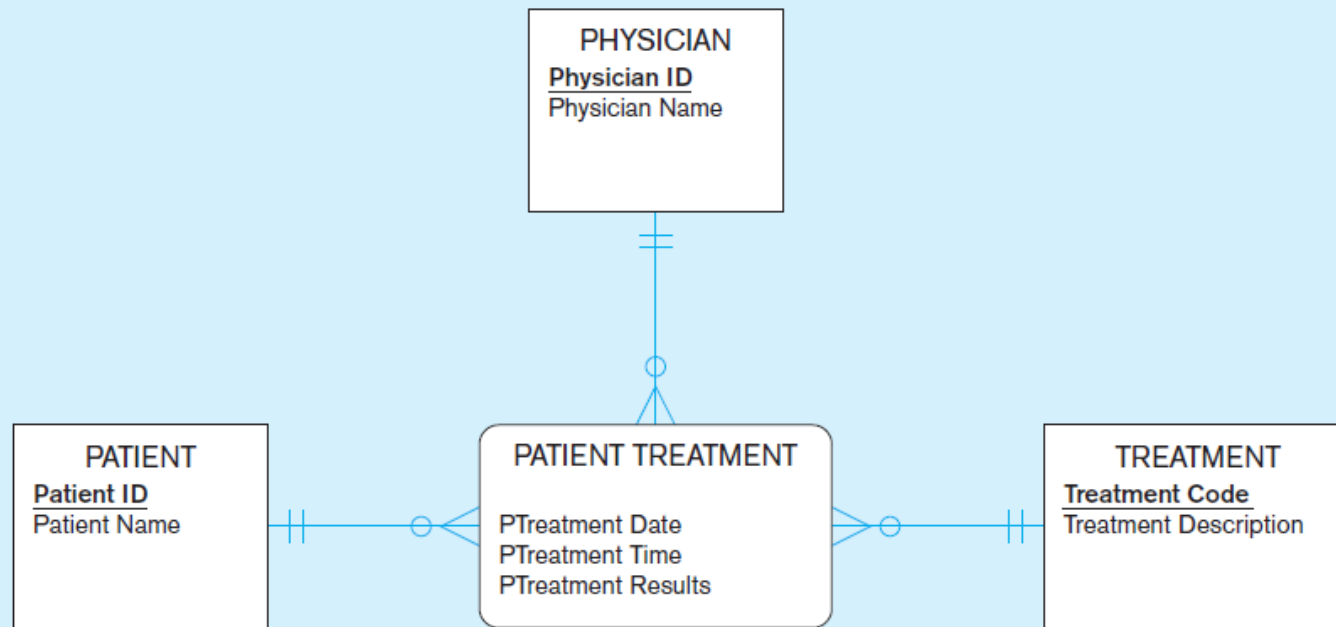 PHYSICIAN
Physician ID
Physician Name
PATIENT
Patient ID
Patient Name
PATIENT TREATMENT
PTreatment Date
PTreatment Time
PTreatment Results
TREATMENT
Treatment Code
Treatment Description